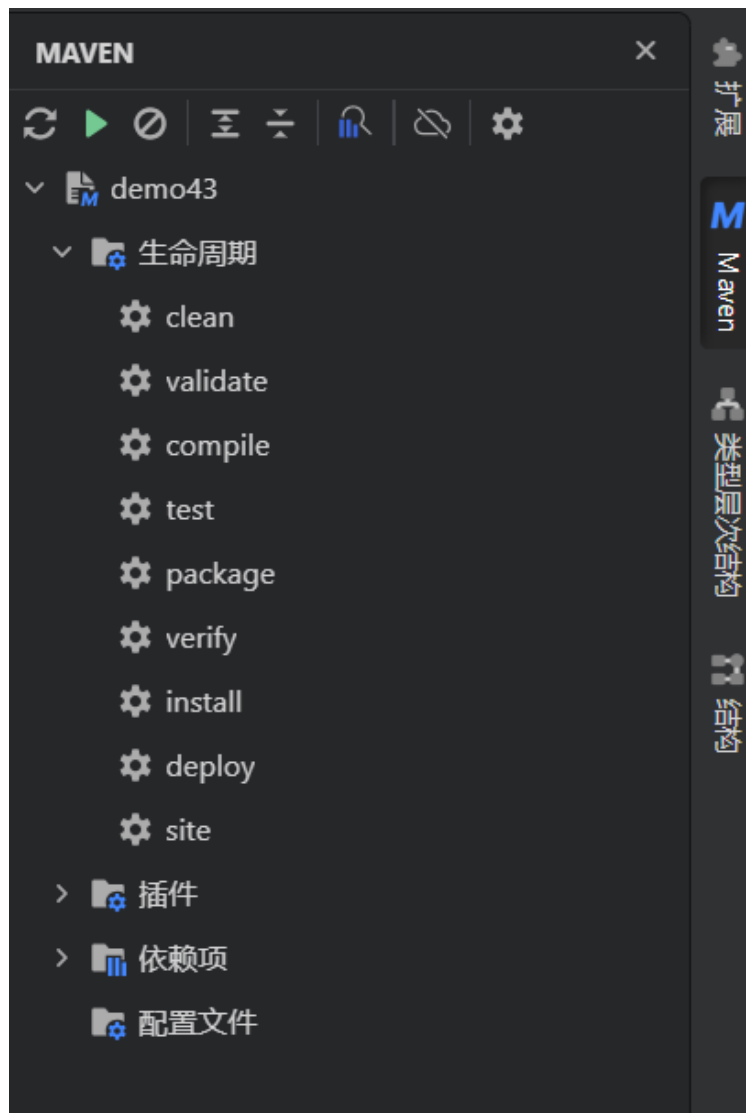 MAVEN
demo43
生命周期
clean
validate
compile
test
package
verify
install
deploy
site
插件
依赖项
配置文件
扩展
Maven
类型层次结构
结构